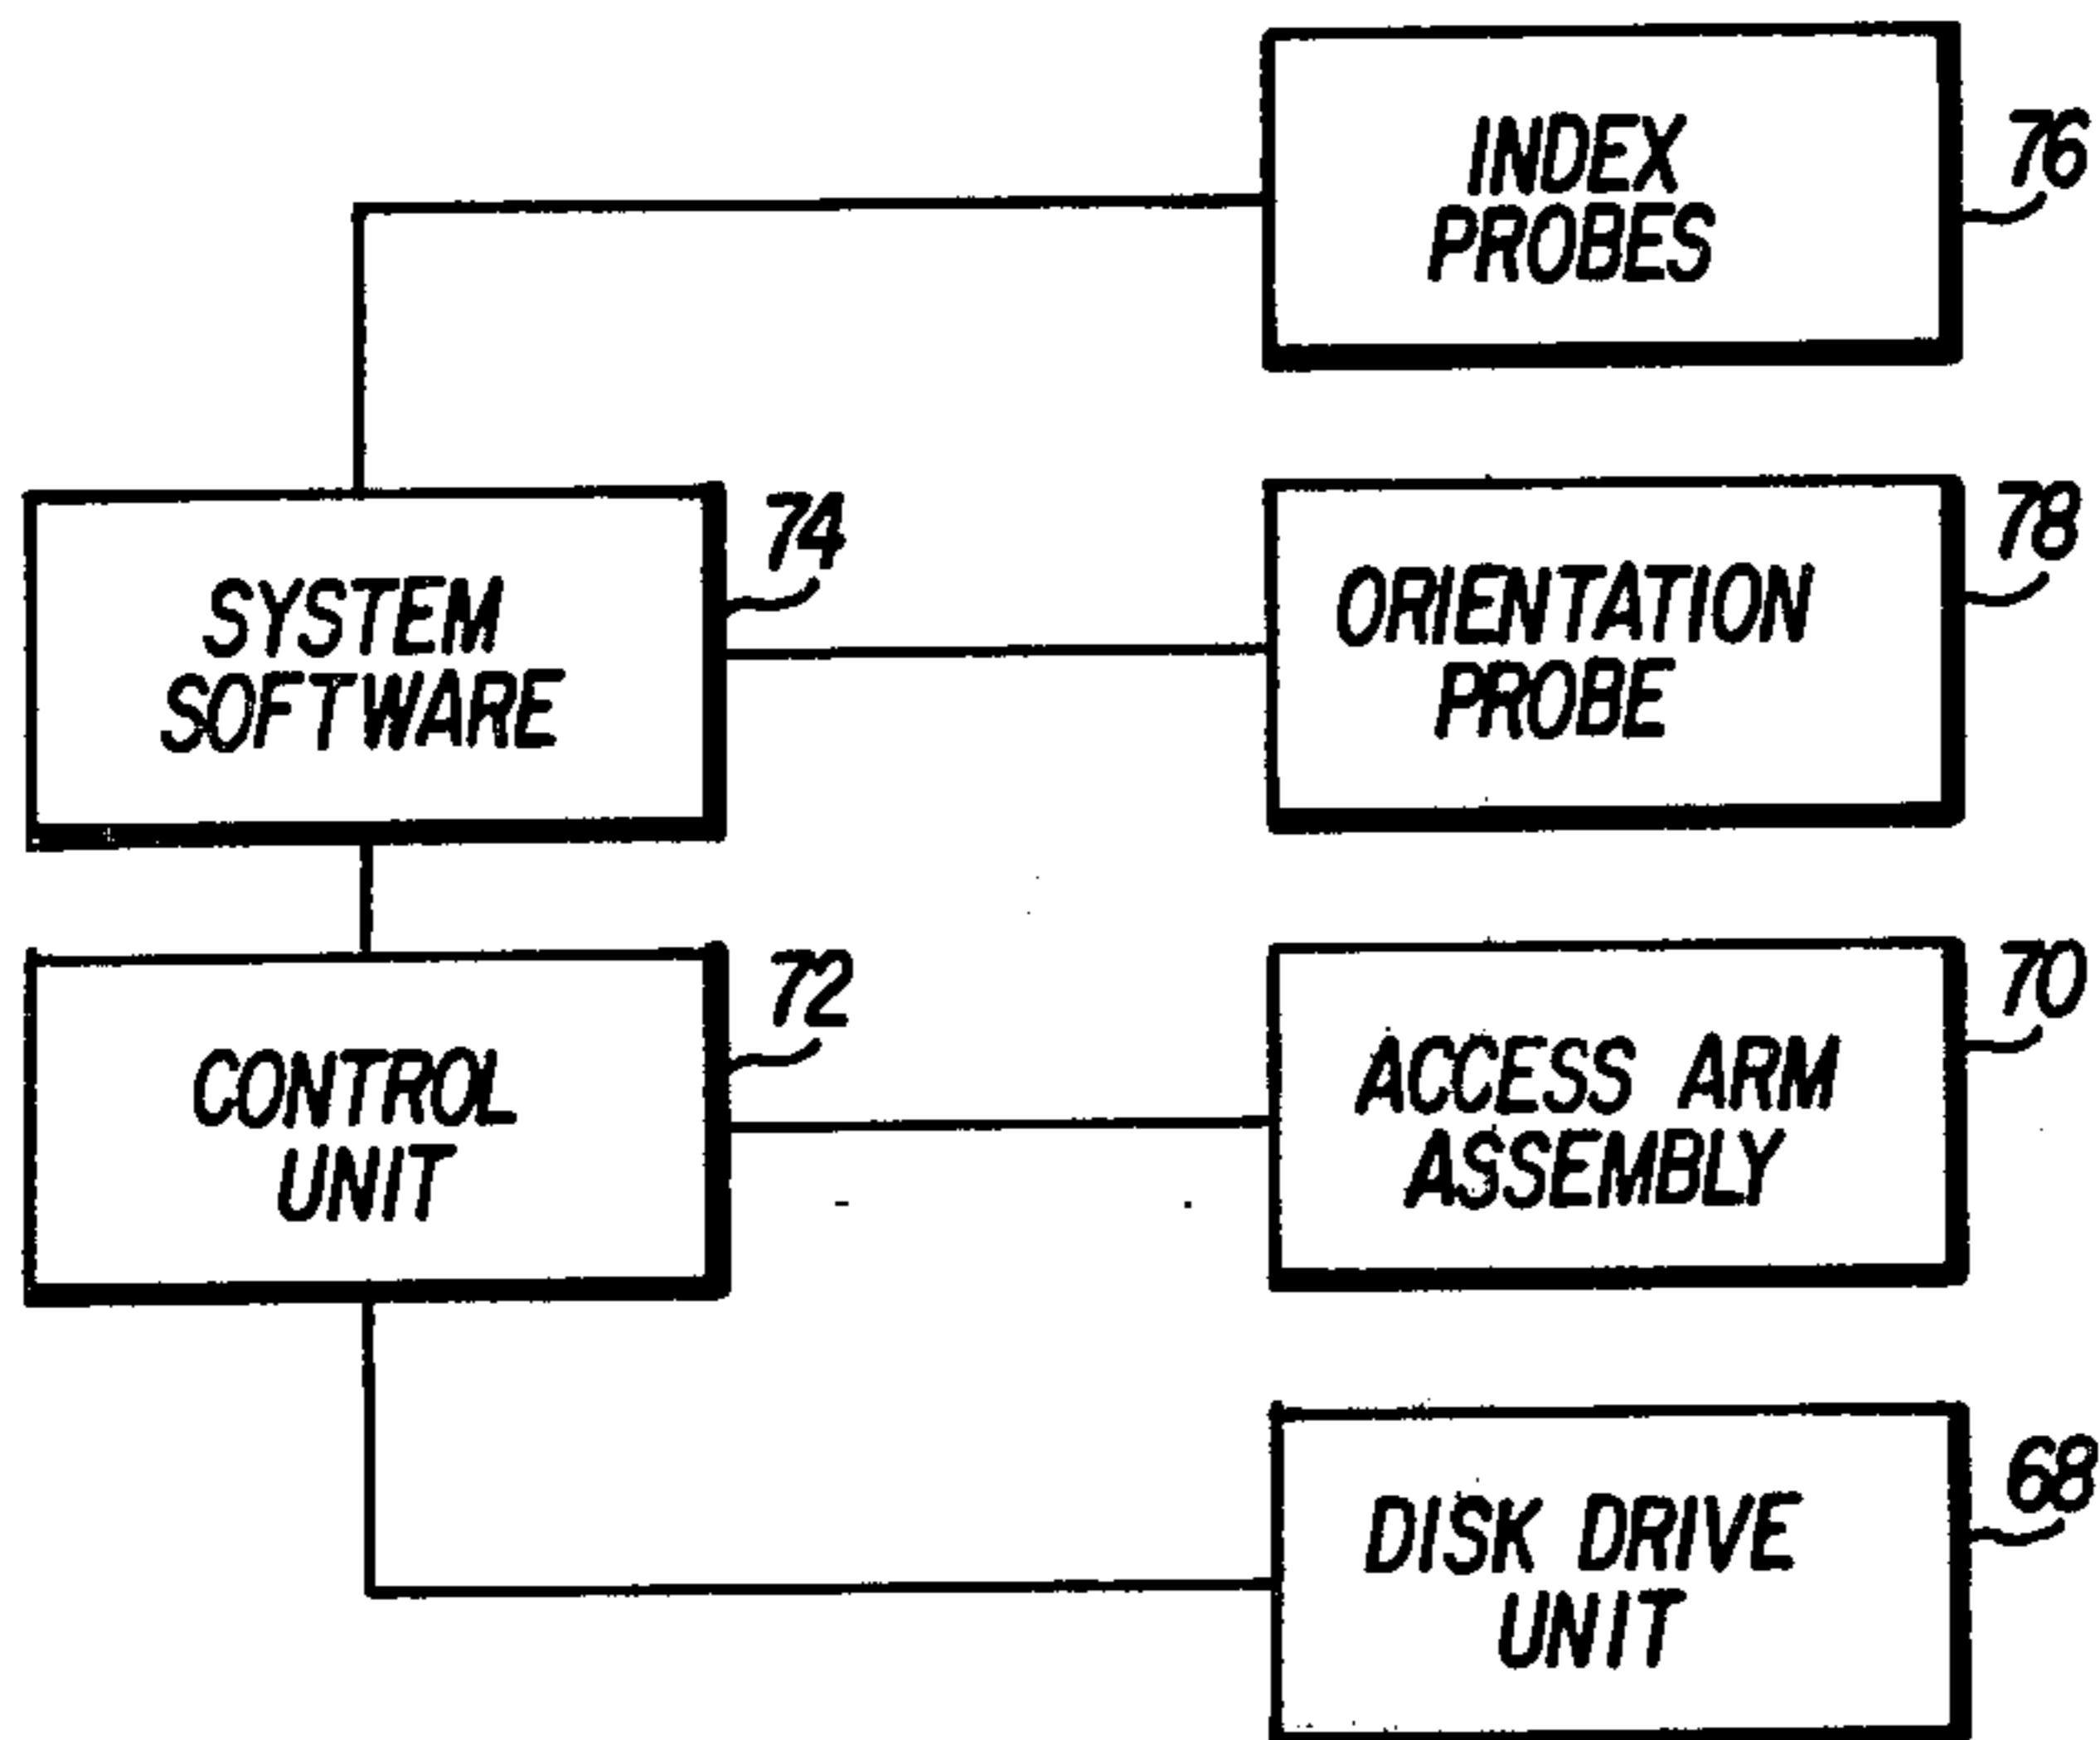 INDEX
PROBES
76
SYSTEM
SOFTWARE
74
ORIENTATION
PROBE
78
CONTROL
UNIT
72
ACCESS ARM
ASSEMBLY
70
DISK DRIVE
UNIT
68